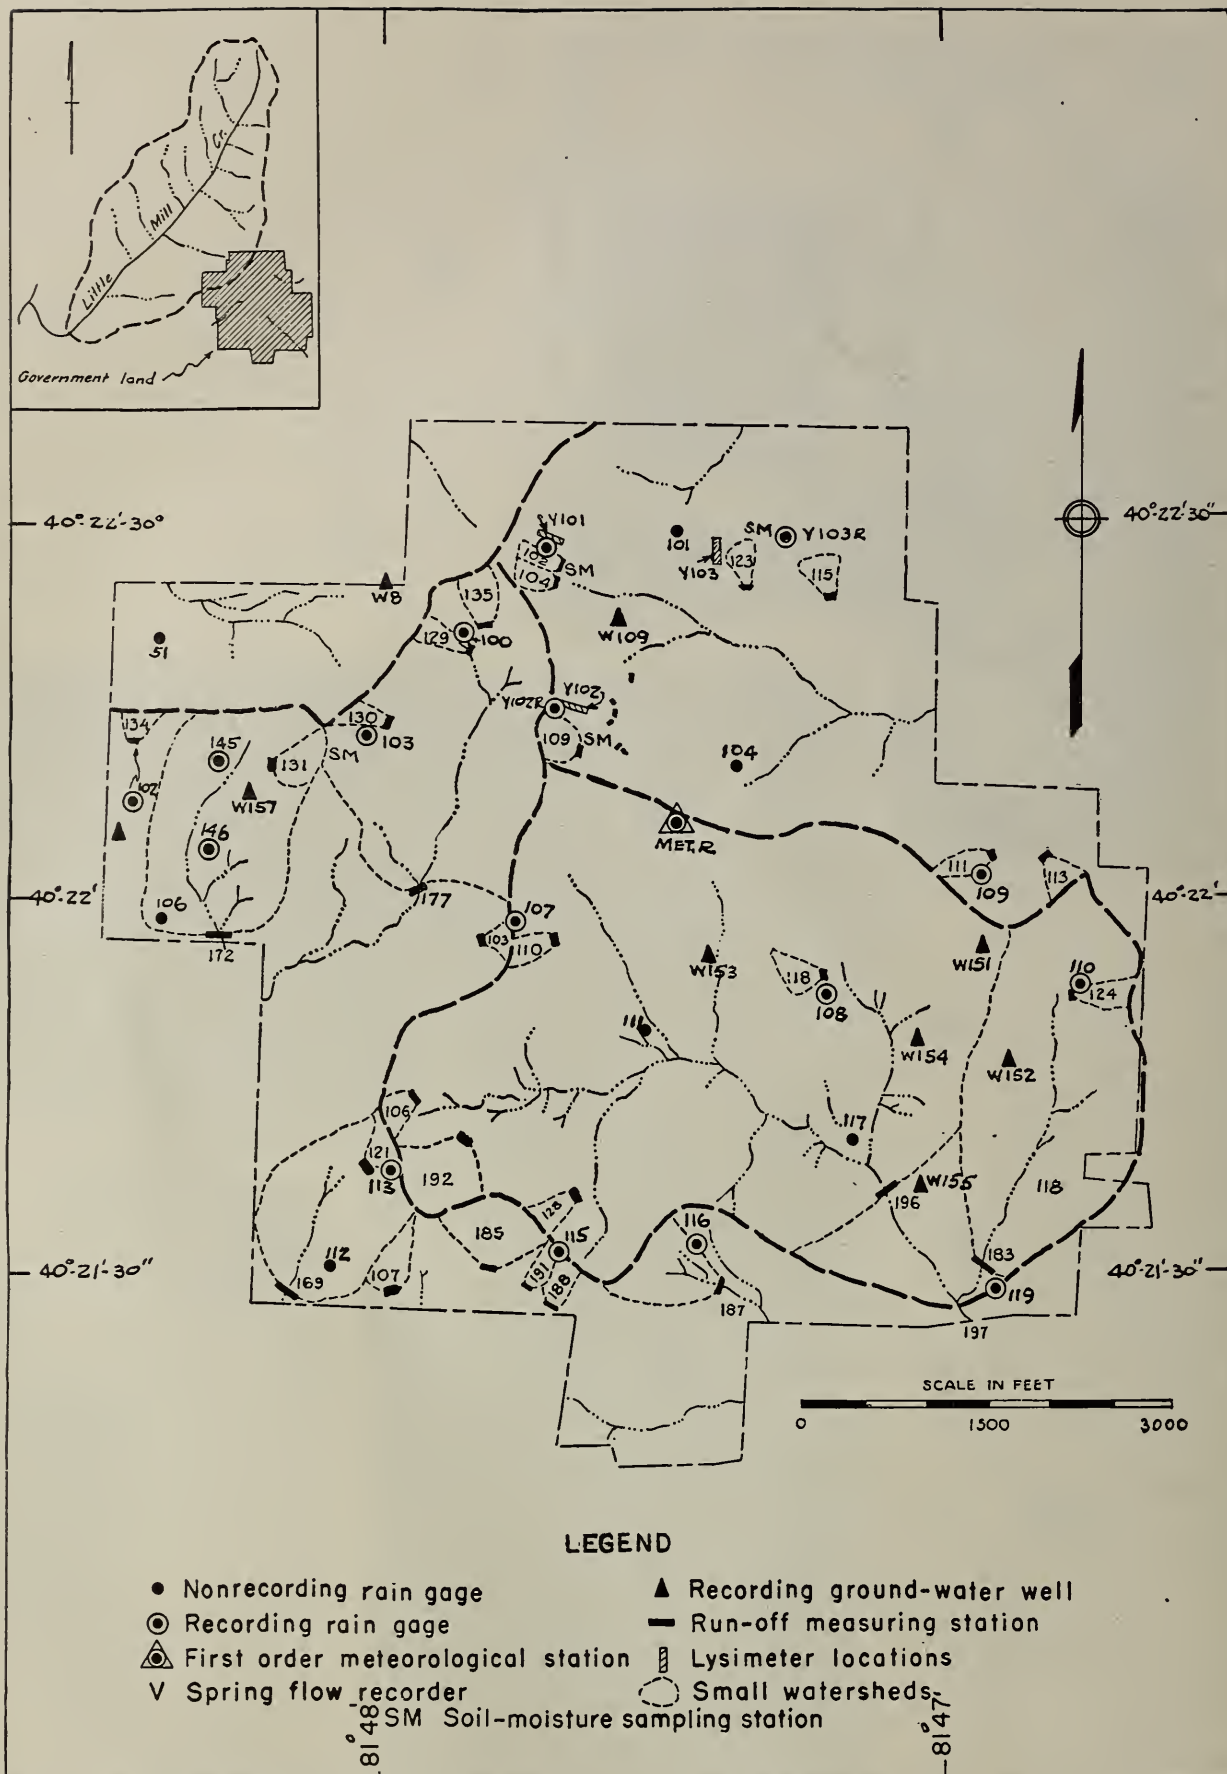 Little Mill Cr.
Government land
40°-22'-30"
40°-22'-30"
Y101
102
SM
104
101
Y103
123
SM
Y103R
115
W8
135
129
100
W109
51
Y102R
Y102
109
SM
134
130
103
145
131
SM
104
102
W157
146
MET.R
111
109
113
40°-22'
40°-22'
106
172
177
107
103
110
W153
118
108
W151
110
124
111
W154
W152
106
117
121
113
192
196
W155
118
128
185
115
116
183
40°-21'-30"
40°-21'-30"
112
169
107
191
188
187
119
197
SCALE IN FEET
0 1500 3000
LEGEND
Nonrecording rain gage
Recording ground-water well
Recording rain gage
Run-off measuring station
First order meteorological station
Lysimeter locations
V Spring flow recorder
Small watersheds
SM Soil-moisture sampling station
81°48'
81°47'